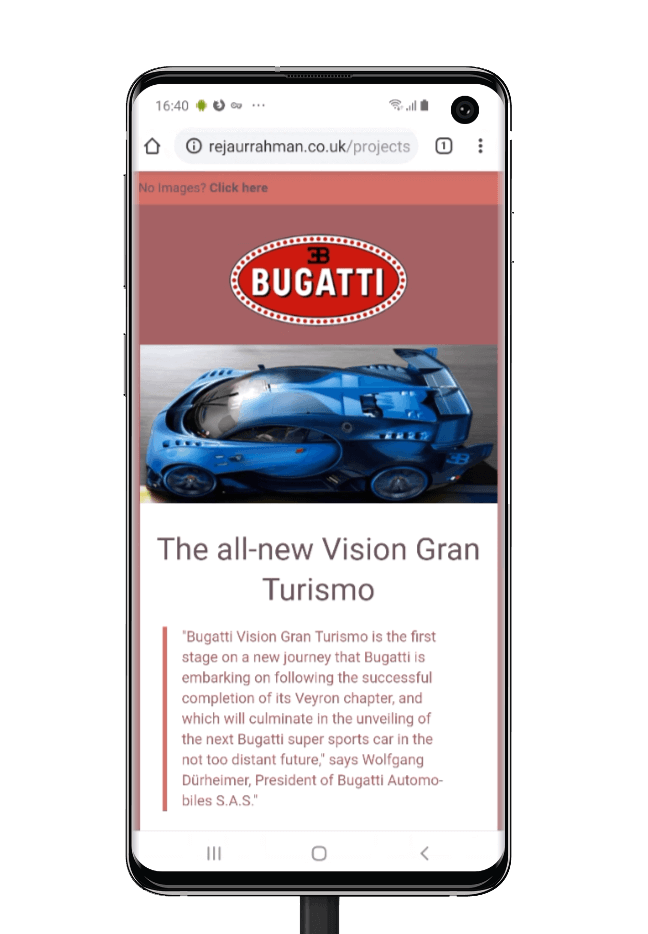 16:40
rejaurrahman.co.uk/projects
1
No Images? Click here
EB
BUGATTI
The all-new Vision Gran
Turismo
"Bugatti Vision Gran Turismo is the first
stage on a new journey that Bugatti is
embarking on following the successful
completion of its Veyron chapter, and
which will culminate in the unveiling of
the next Bugatti super sports car in the
not too distant future," says Wolfgang
Dürheimer, President of Bugatti Automo-
biles S.A.S."